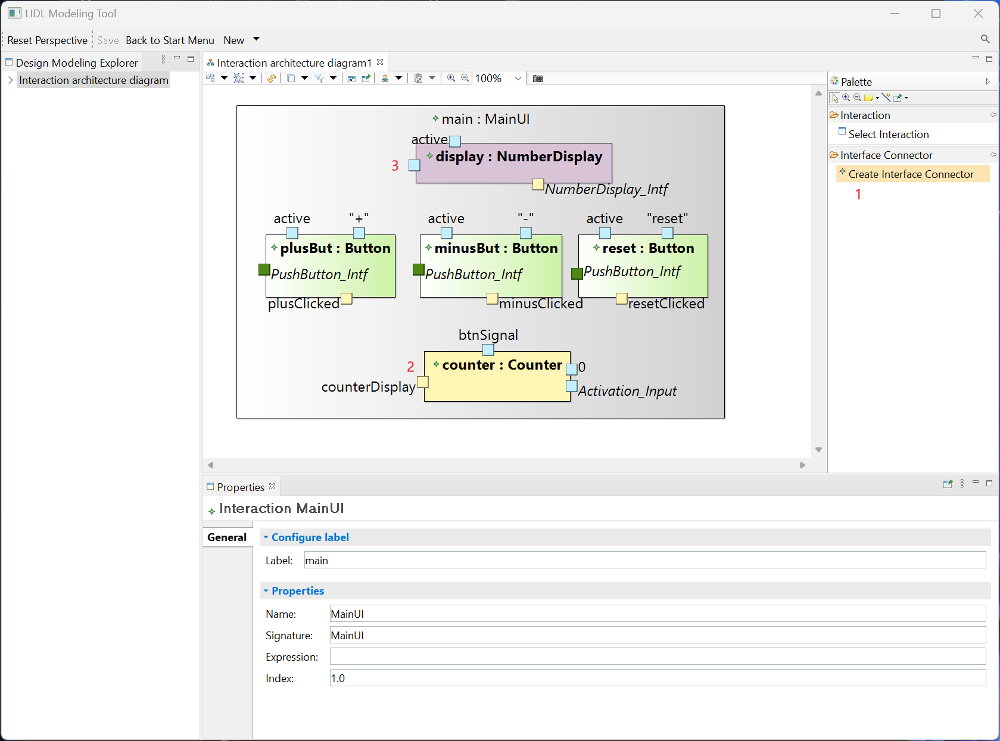 LIDL Modeling Tool
Reset Perspective Save Back to Start Menu New
Design Modeling Explorer
Interaction architecture diagram
Interaction architecture diagram1
100%
main : MainUI
active
3
display : NumberDisplay
NumberDisplay_Intf
active "+" active "-" active "reset"
plusBut : Button
PushButton_Intf
plusClicked
minusBut : Button
PushButton_Intf
minusClicked
reset : Button
PushButton_Intf
resetClicked
btnSignal
2
counter : Counter
0
counterDisplay
Activation_Input
Palette
Interaction
Select Interaction
Interface Connector
Create Interface Connector
1
Properties
Interaction MainUI
General
Configure label
Label: main
Properties
Name: MainUI
Signature: MainUI
Expression:
Index: 1.0